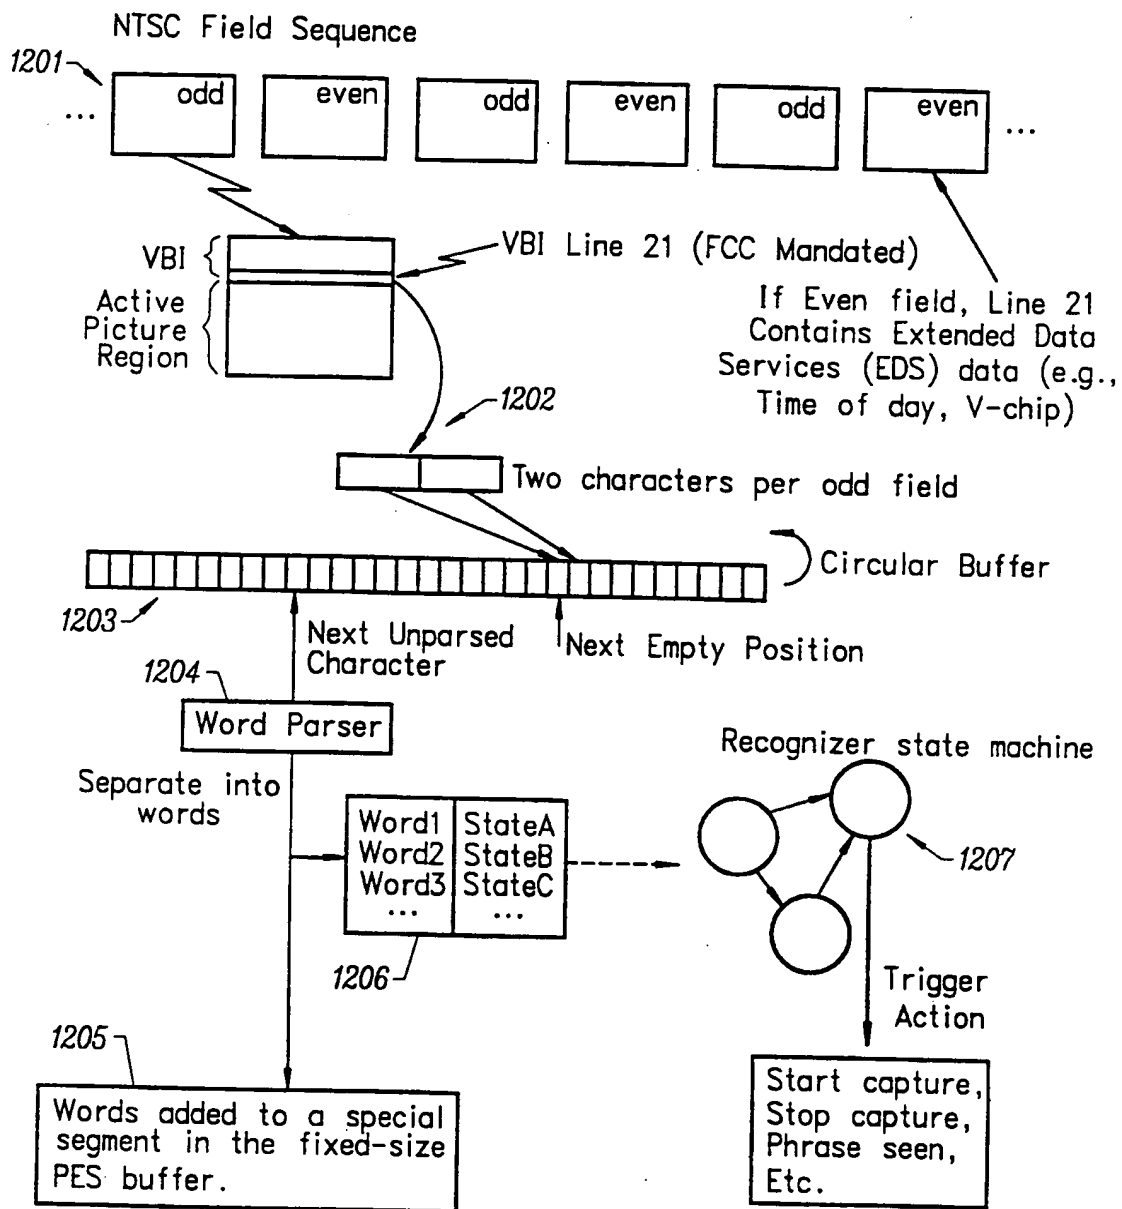 NTSC Field Sequence
1201
... odd even odd even odd even ...
VBI
VBI Line 21 (FCC Mandated)
Active
Picture
Region
If Even field, Line 21
Contains Extended Data
Services (EDS) data (e.g.,
Time of day, V-chip)
1202
Two characters per odd field
Circular Buffer
1203
Next Unparsed
Character
Next Empty Position
1204
Word Parser
Separate into
words
Word1 StateA
Word2 StateB
Word3 StateC
... ...
1206
Recognizer state machine
1207
Trigger
Action
1205
Words added to a special
segment in the fixed-size
PES buffer.
Start capture,
Stop capture,
Phrase seen,
Etc.